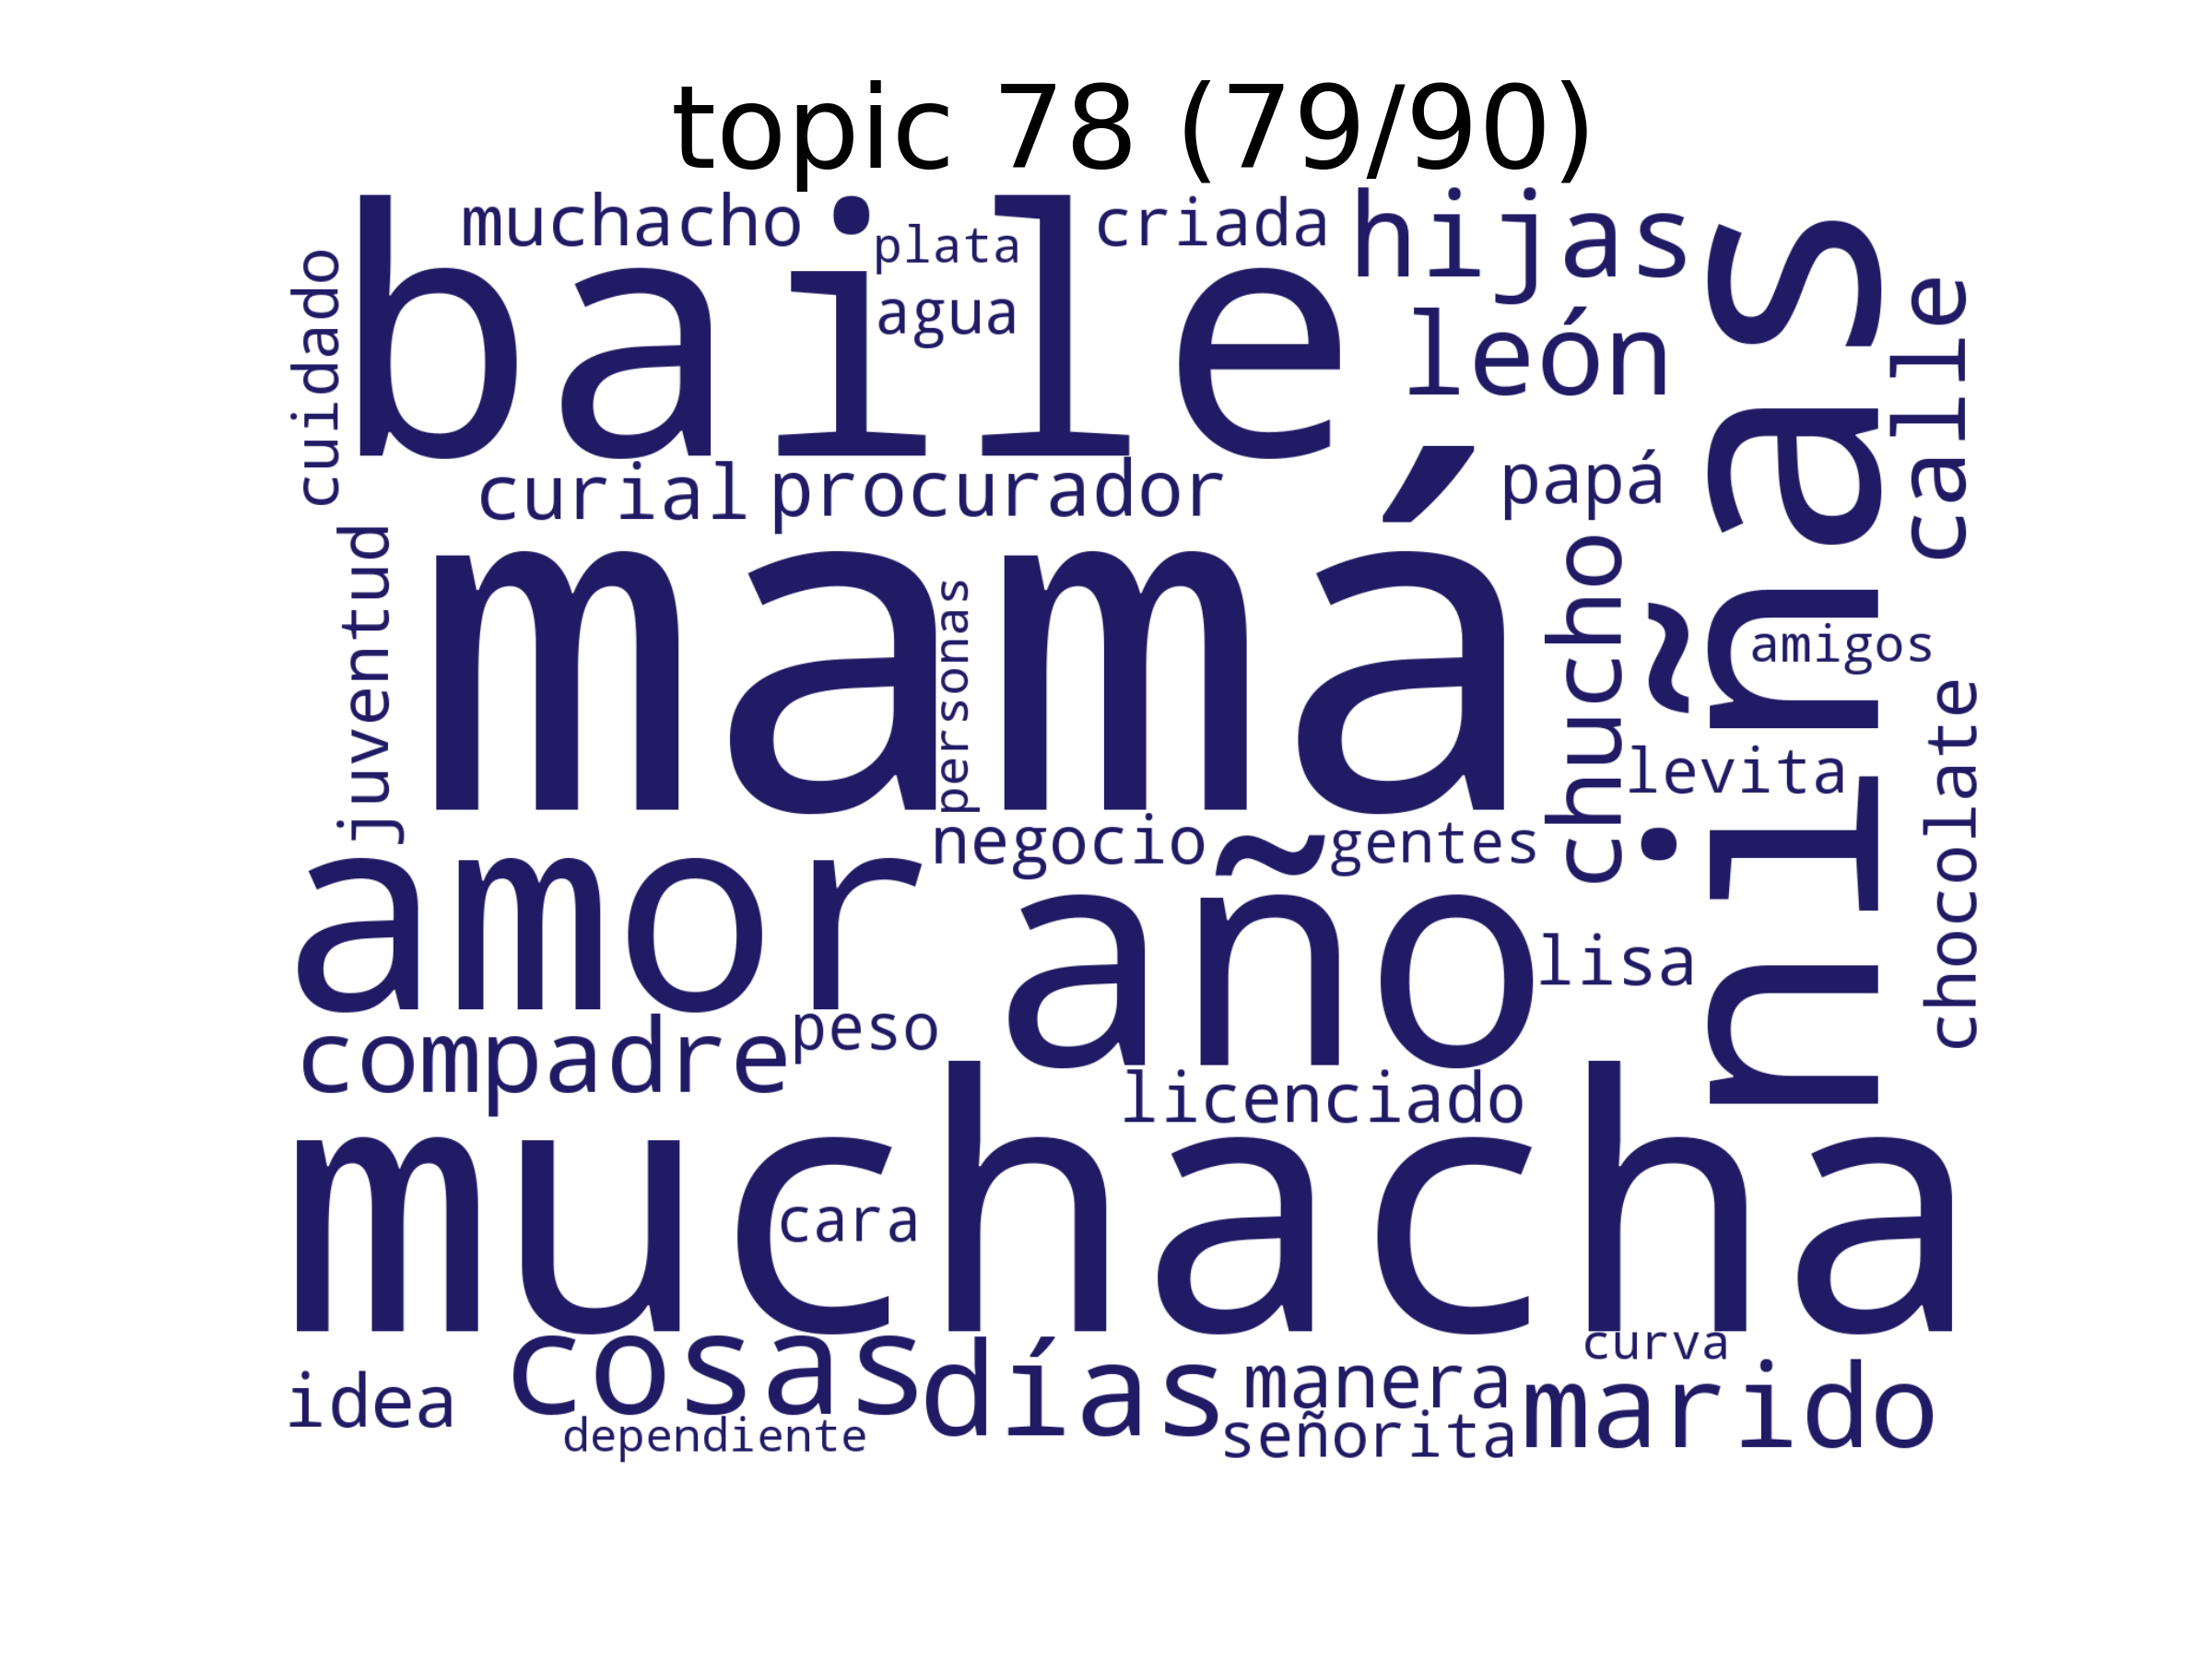 topic 78 (79/90)
muchacho
plata
criada
hijas
cuidado
baile
agua
león
niñas
calle
curial
procurador
papá
juventud
mamá
personas
chucho
amigos
levita
chocolate
negocio
gentes
amor
año
lisa
compadre
peso
licenciado
muchacha
cara
curva
cosas
días
manera
marido
idea
dependiente
señorita